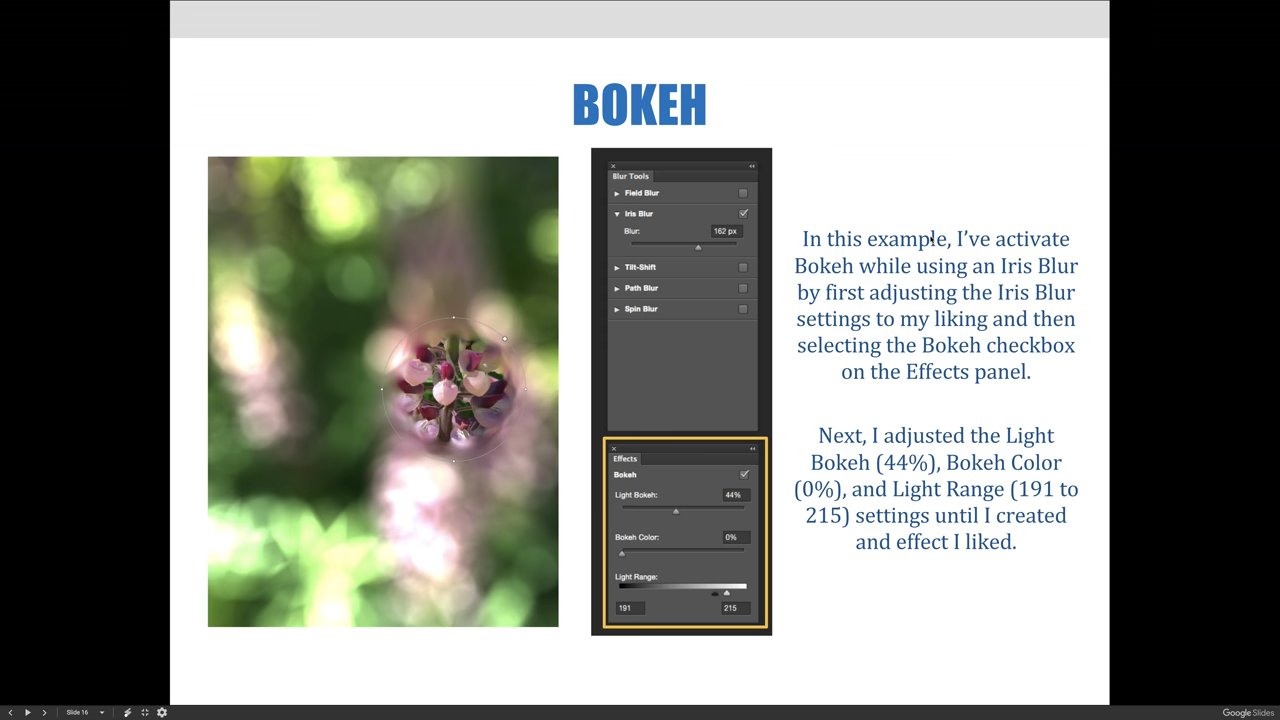 BOKEH
Blur Tools
Field Blur
Iris Blur
Blur:
162 px
Tilt-Shift
Path Blur
Spin Blur
Effects
Bokeh
Light Bokeh:
44%
Bokeh Color:
0%
Light Range:
191
215
In this example, I’ve activate
Bokeh while using an Iris Blur
by first adjusting the Iris Blur
settings to my liking and then
selecting the Bokeh checkbox
on the Effects panel.
Next, I adjusted the Light
Bokeh (44%), Bokeh Color
(0%), and Light Range (191 to
215) settings until I created
and effect I liked.
Slide 16
Google Slides